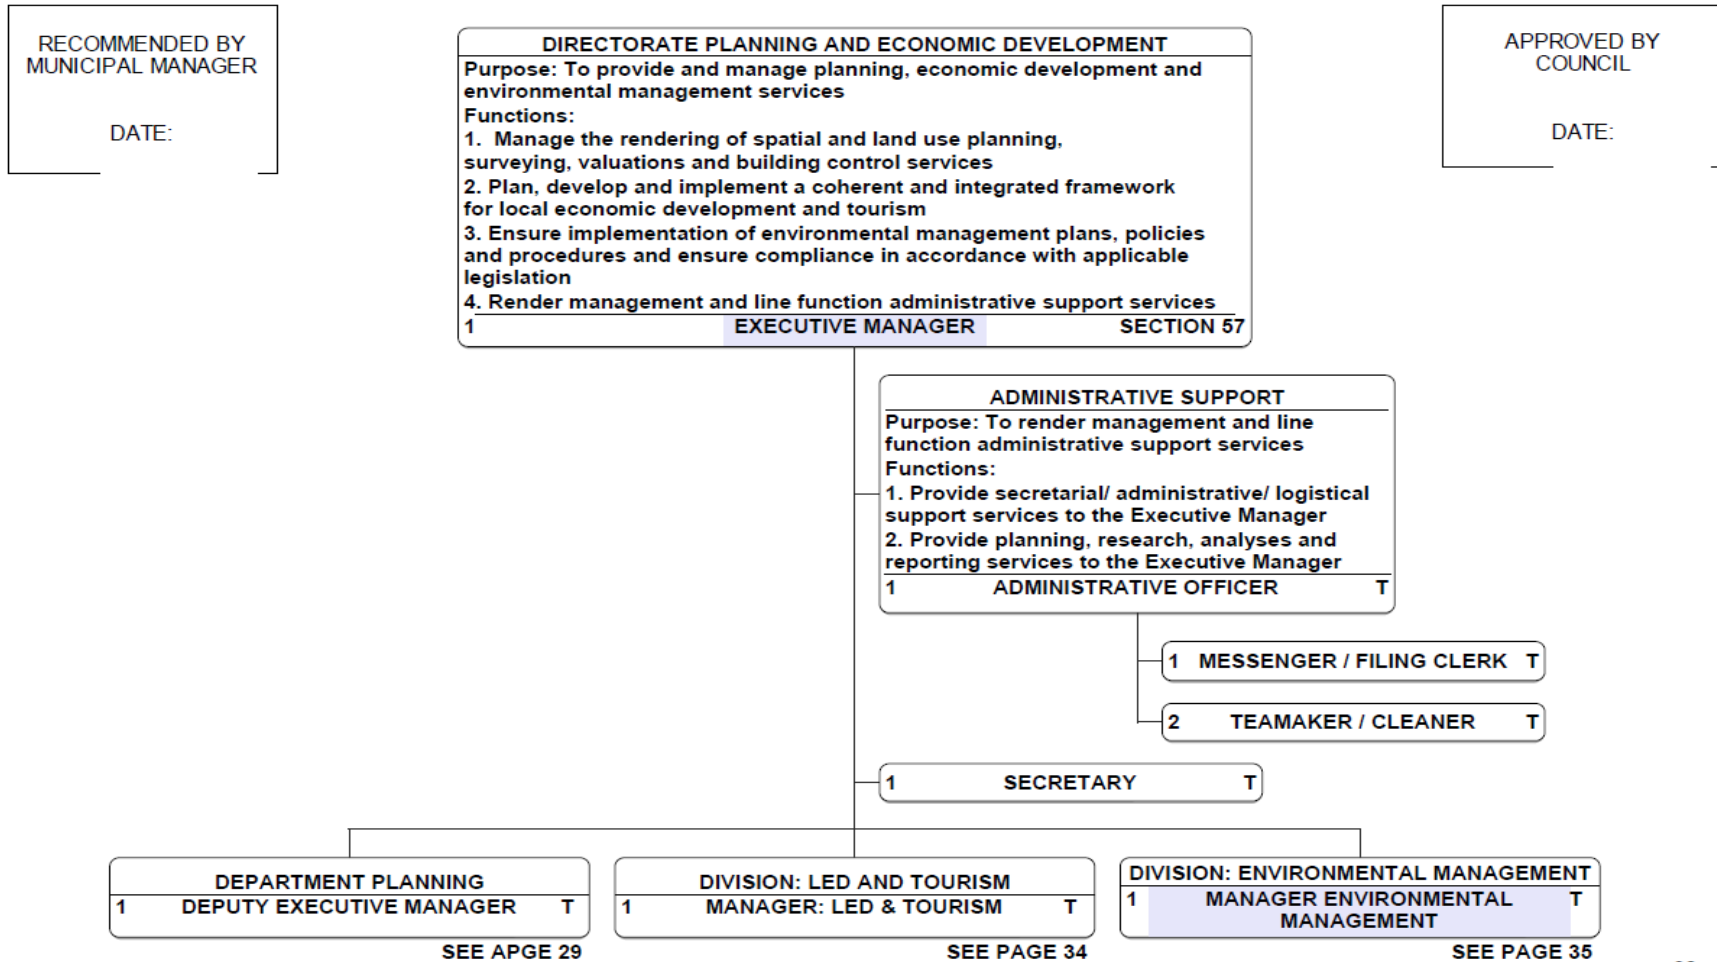 RECOMMENDED BY
MUNICIPAL MANAGER
DATE:
DIRECTORATE PLANNING AND ECONOMIC DEVELOPMENT
Purpose: To provide and manage planning, economic development and
environmental management services
Functions:
1. Manage the rendering of spatial and land use planning,
surveying, valuations and building control services
2. Plan, develop and implement a coherent and integrated framework
for local economic development and tourism
3. Ensure implementation of environmental management plans, policies
and procedures and ensure compliance in accordance with applicable
legislation
4. Render management and line function administrative support services
1 EXECUTIVE MANAGER SECTION 57
APPROVED BY
COUNCIL
DATE:
ADMINISTRATIVE SUPPORT
Purpose: To render management and line
function administrative support services
Functions:
1. Provide secretarial/ administrative/ logistical
support services to the Executive Manager
2. Provide planning, research, analyses and
reporting services to the Executive Manager
1 ADMINISTRATIVE OFFICER T
1 MESSENGER / FILING CLERK T
2 TEAMAKER / CLEANER T
1 SECRETARY T
DEPARTMENT PLANNING
1 DEPUTY EXECUTIVE MANAGER T
SEE APGE 29
DIVISION: LED AND TOURISM
1 MANAGER: LED & TOURISM T
SEE PAGE 34
DIVISION: ENVIRONMENTAL MANAGEMENT
1 MANAGER ENVIRONMENTAL T
MANAGEMENT
SEE PAGE 35